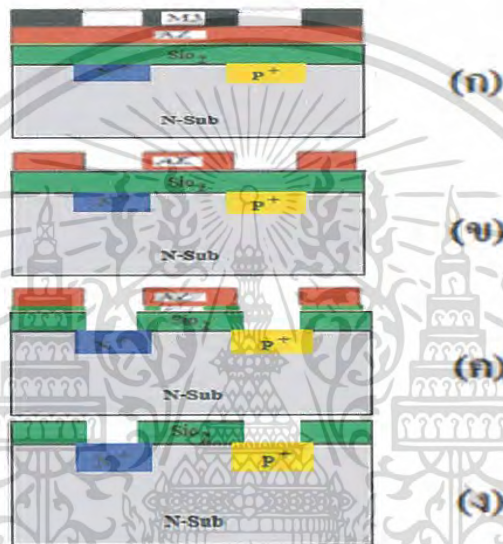 M3
AZ
SiO2
P+
(ก)
N-Sub
AZ
SiO2
P+
(ข)
N-Sub
AZ
SiO2
P+
(ค)
N-Sub
SiO2
P+
(ง)
N-Sub